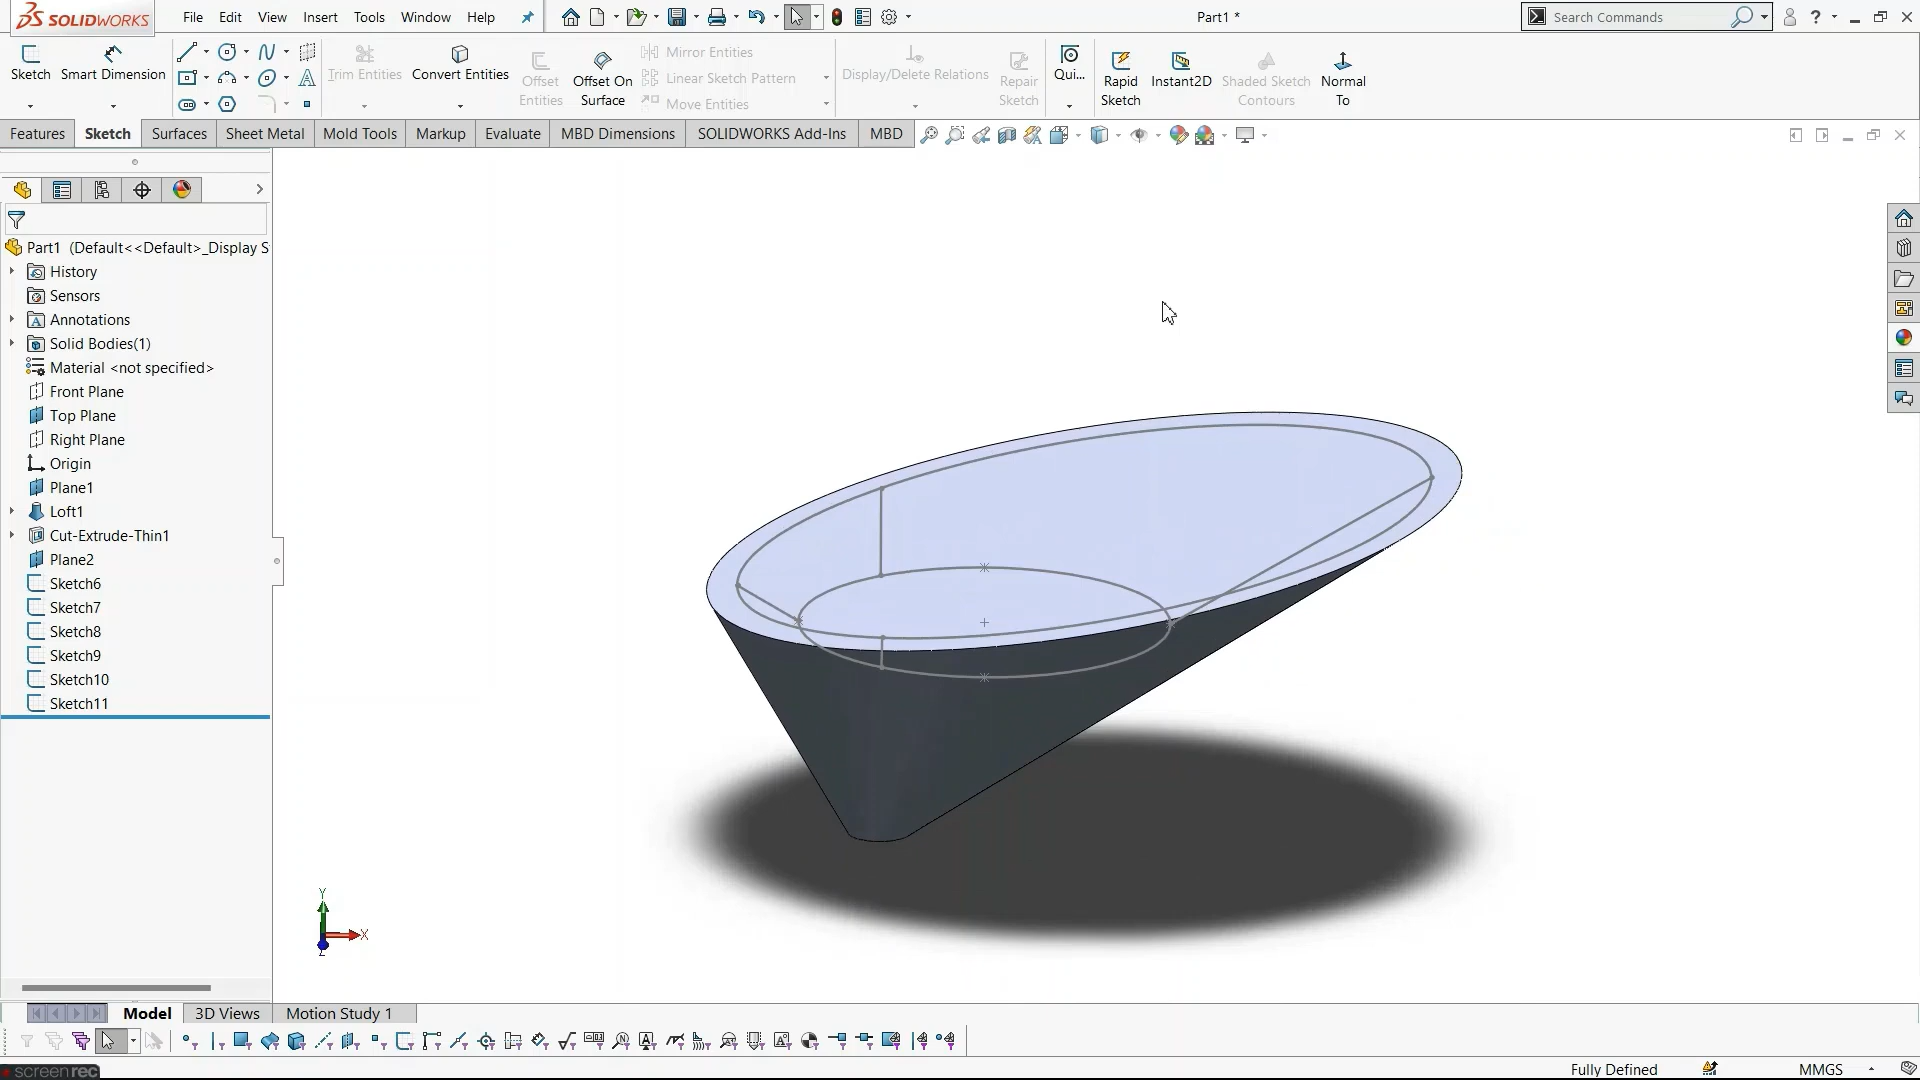 SOLIDWORKS File Edit View Insert Tools Window Help Part1 * Search Commands ?
Sketch Smart Dimension Trim Entities Convert Entities Offset Entities Offset On Surface Mirror Entities Linear Sketch Pattern Move Entities Display/Delete Relations Repair Sketch Qui... Rapid Sketch Instant2D Shaded Sketch Contours Normal To
Features Sketch Surfaces Sheet Metal Mold Tools Markup Evaluate MBD Dimensions SOLIDWORKS Add-Ins MBD
Part1 (Default<<Default>_Display S
History
Sensors
Annotations
Solid Bodies(1)
Material <not specified>
Front Plane
Top Plane
Right Plane
Origin
Plane1
Loft1
Cut-Extrude-Thin1
Plane2
Sketch6
Sketch7
Sketch8
Sketch9
Sketch10
Sketch11
Y
X
Z
Model 3D Views Motion Study 1
screenrec Fully Defined MMGS